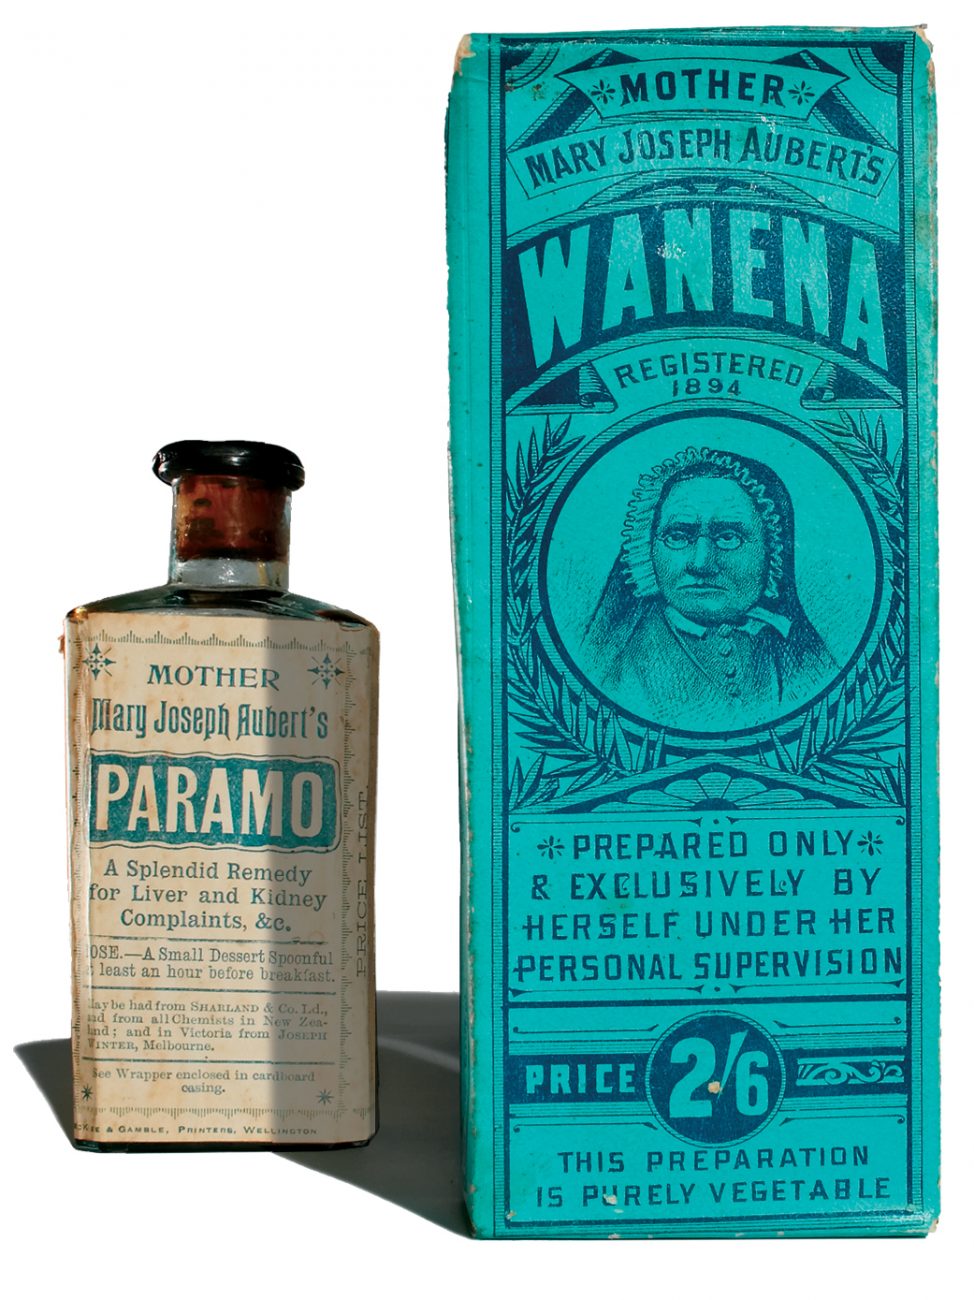 MOTHER
Mary Joseph Aubert's
PARAMO
A Splendid Remedy
for Liver and Kidney
Complaints, &c.
OSE.—A Small Dessert Spoonful
at least an hour before breakfast.
May be had from SHARLAND & Co. Ld.,
and from all Chemists in New Zea-
land; and in Victoria from JOSEPH
WINTER, Melbourne.
See Wrapper enclosed in cardboard
casing.
& GAMBLE, PRINTERS, WELLINGTON.
PRICE LIST.
MOTHER
MARY JOSEPH AUBERT'S
WANENA
REGISTERED
1894
PREPARED ONLY
& EXCLUSIVELY BY
HERSELF UNDER HER
PERSONAL SUPERVISION
PRICE 2/6
THIS PREPARATION
IS PURELY VEGETABLE